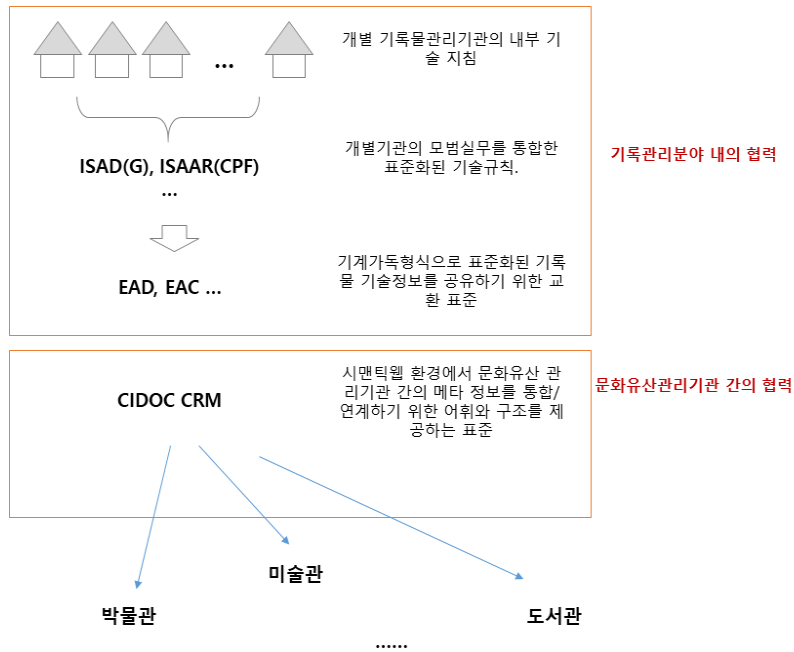 개별 기록물관리기관의 내부 기
술 지침
...
개별기관의 모범실무를 통합한
표준화된 기술규칙.
ISAD(G), ISAAR(CPF)
...
기록관리분야 내의 협력
기계가독형식으로 표준화된 기록
물 기술정보를 공유하기 위한 교
환 표준
EAD, EAC ...
시맨틱웹 환경에서 문화유산 관
리기관 간의 메타 정보를 통합/
연계하기 위한 어휘와 구조를 제
공하는 표준
CIDOC CRM
문화유산관리기관 간의 협력
미술관
박물관
도서관
......